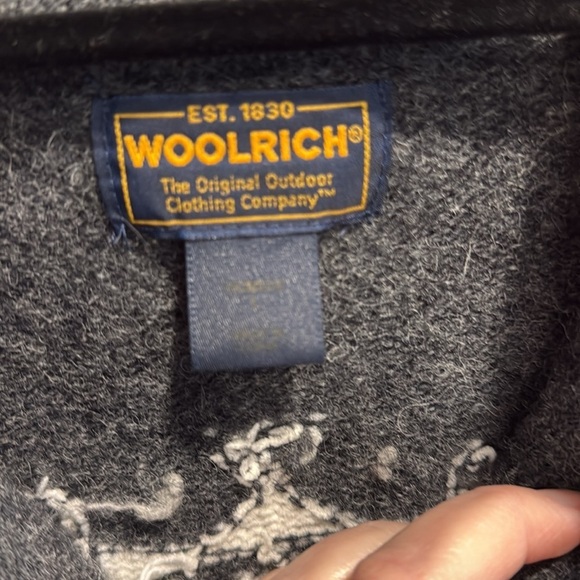 EST. 1830
WOOLRICH®
The Original Outdoor
Clothing Company™